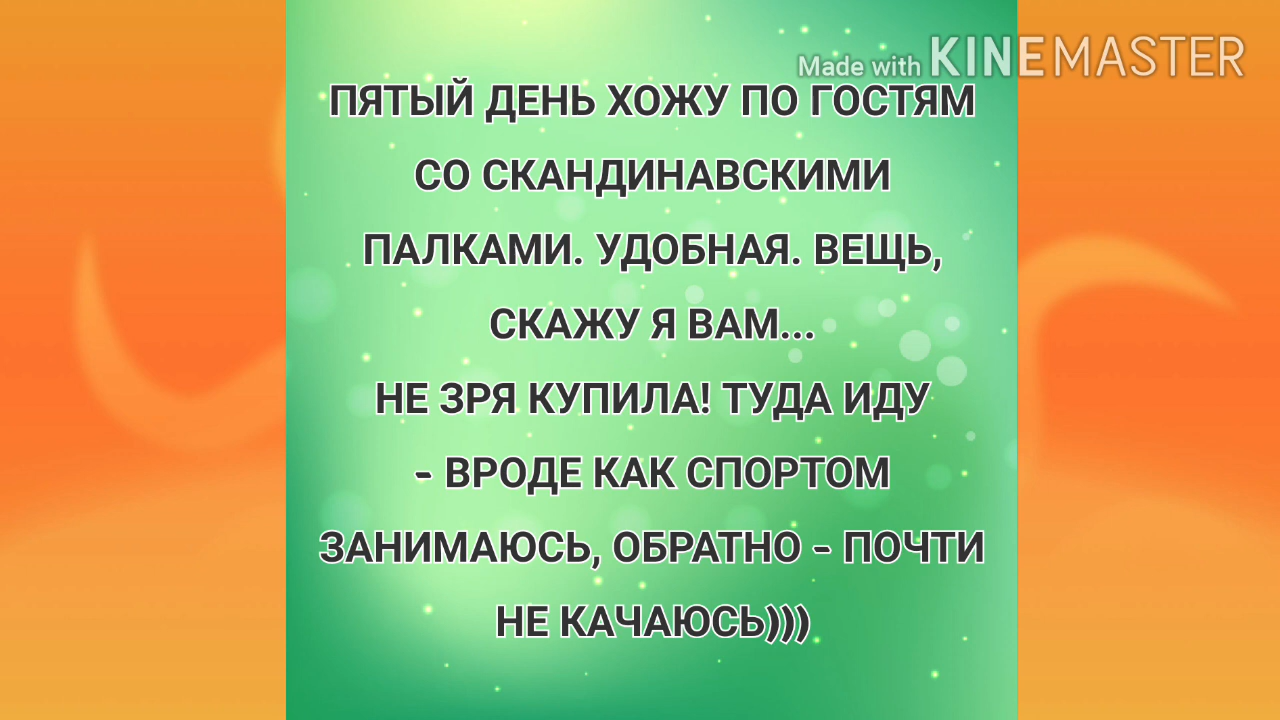 Made with KINEMASTER
ПЯТЫЙ ДЕНЬ ХОЖУ ПО ГОСТЯМ
СО СКАНДИНАВСКИМИ
ПАЛКАМИ. УДОБНАЯ. ВЕЩЬ,
СКАЖУ Я ВАМ...
НЕ ЗРЯ КУПИЛА! ТУДА ИДУ
- ВРОДЕ КАК СПОРТОМ
ЗАНИМАЮСЬ, ОБРАТНО - ПОЧТИ
НЕ КАЧАЮСЬ)))